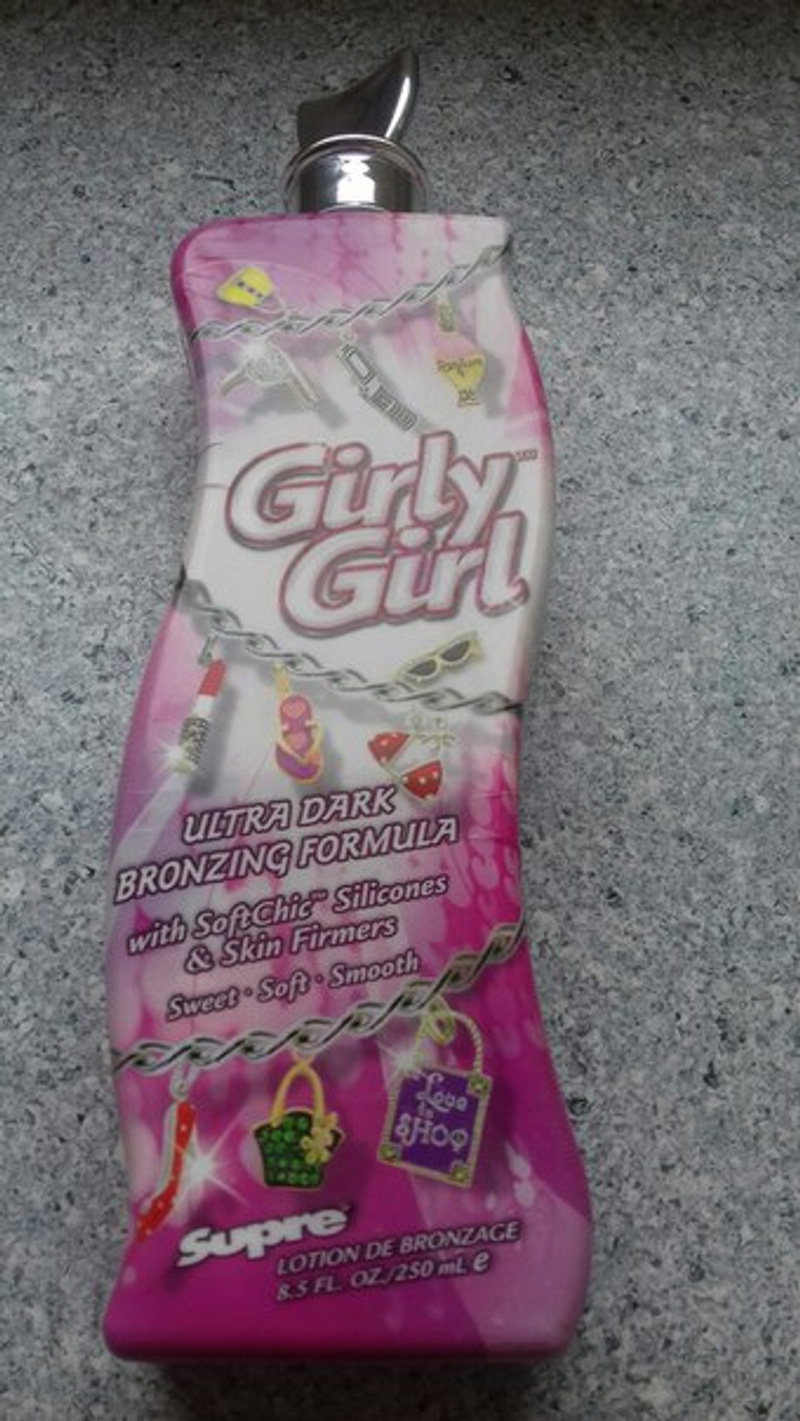 Perfume
Girly
Girl
ULTRA DARK
BRONZING FORMULA
with SoftChic™ Silicones
& Skin Firmers
Sweet · Soft · Smooth
Love
to
SHOP
Supre
LOTION DE BRONZAGE
8.5 FL. OZ./250 mL e